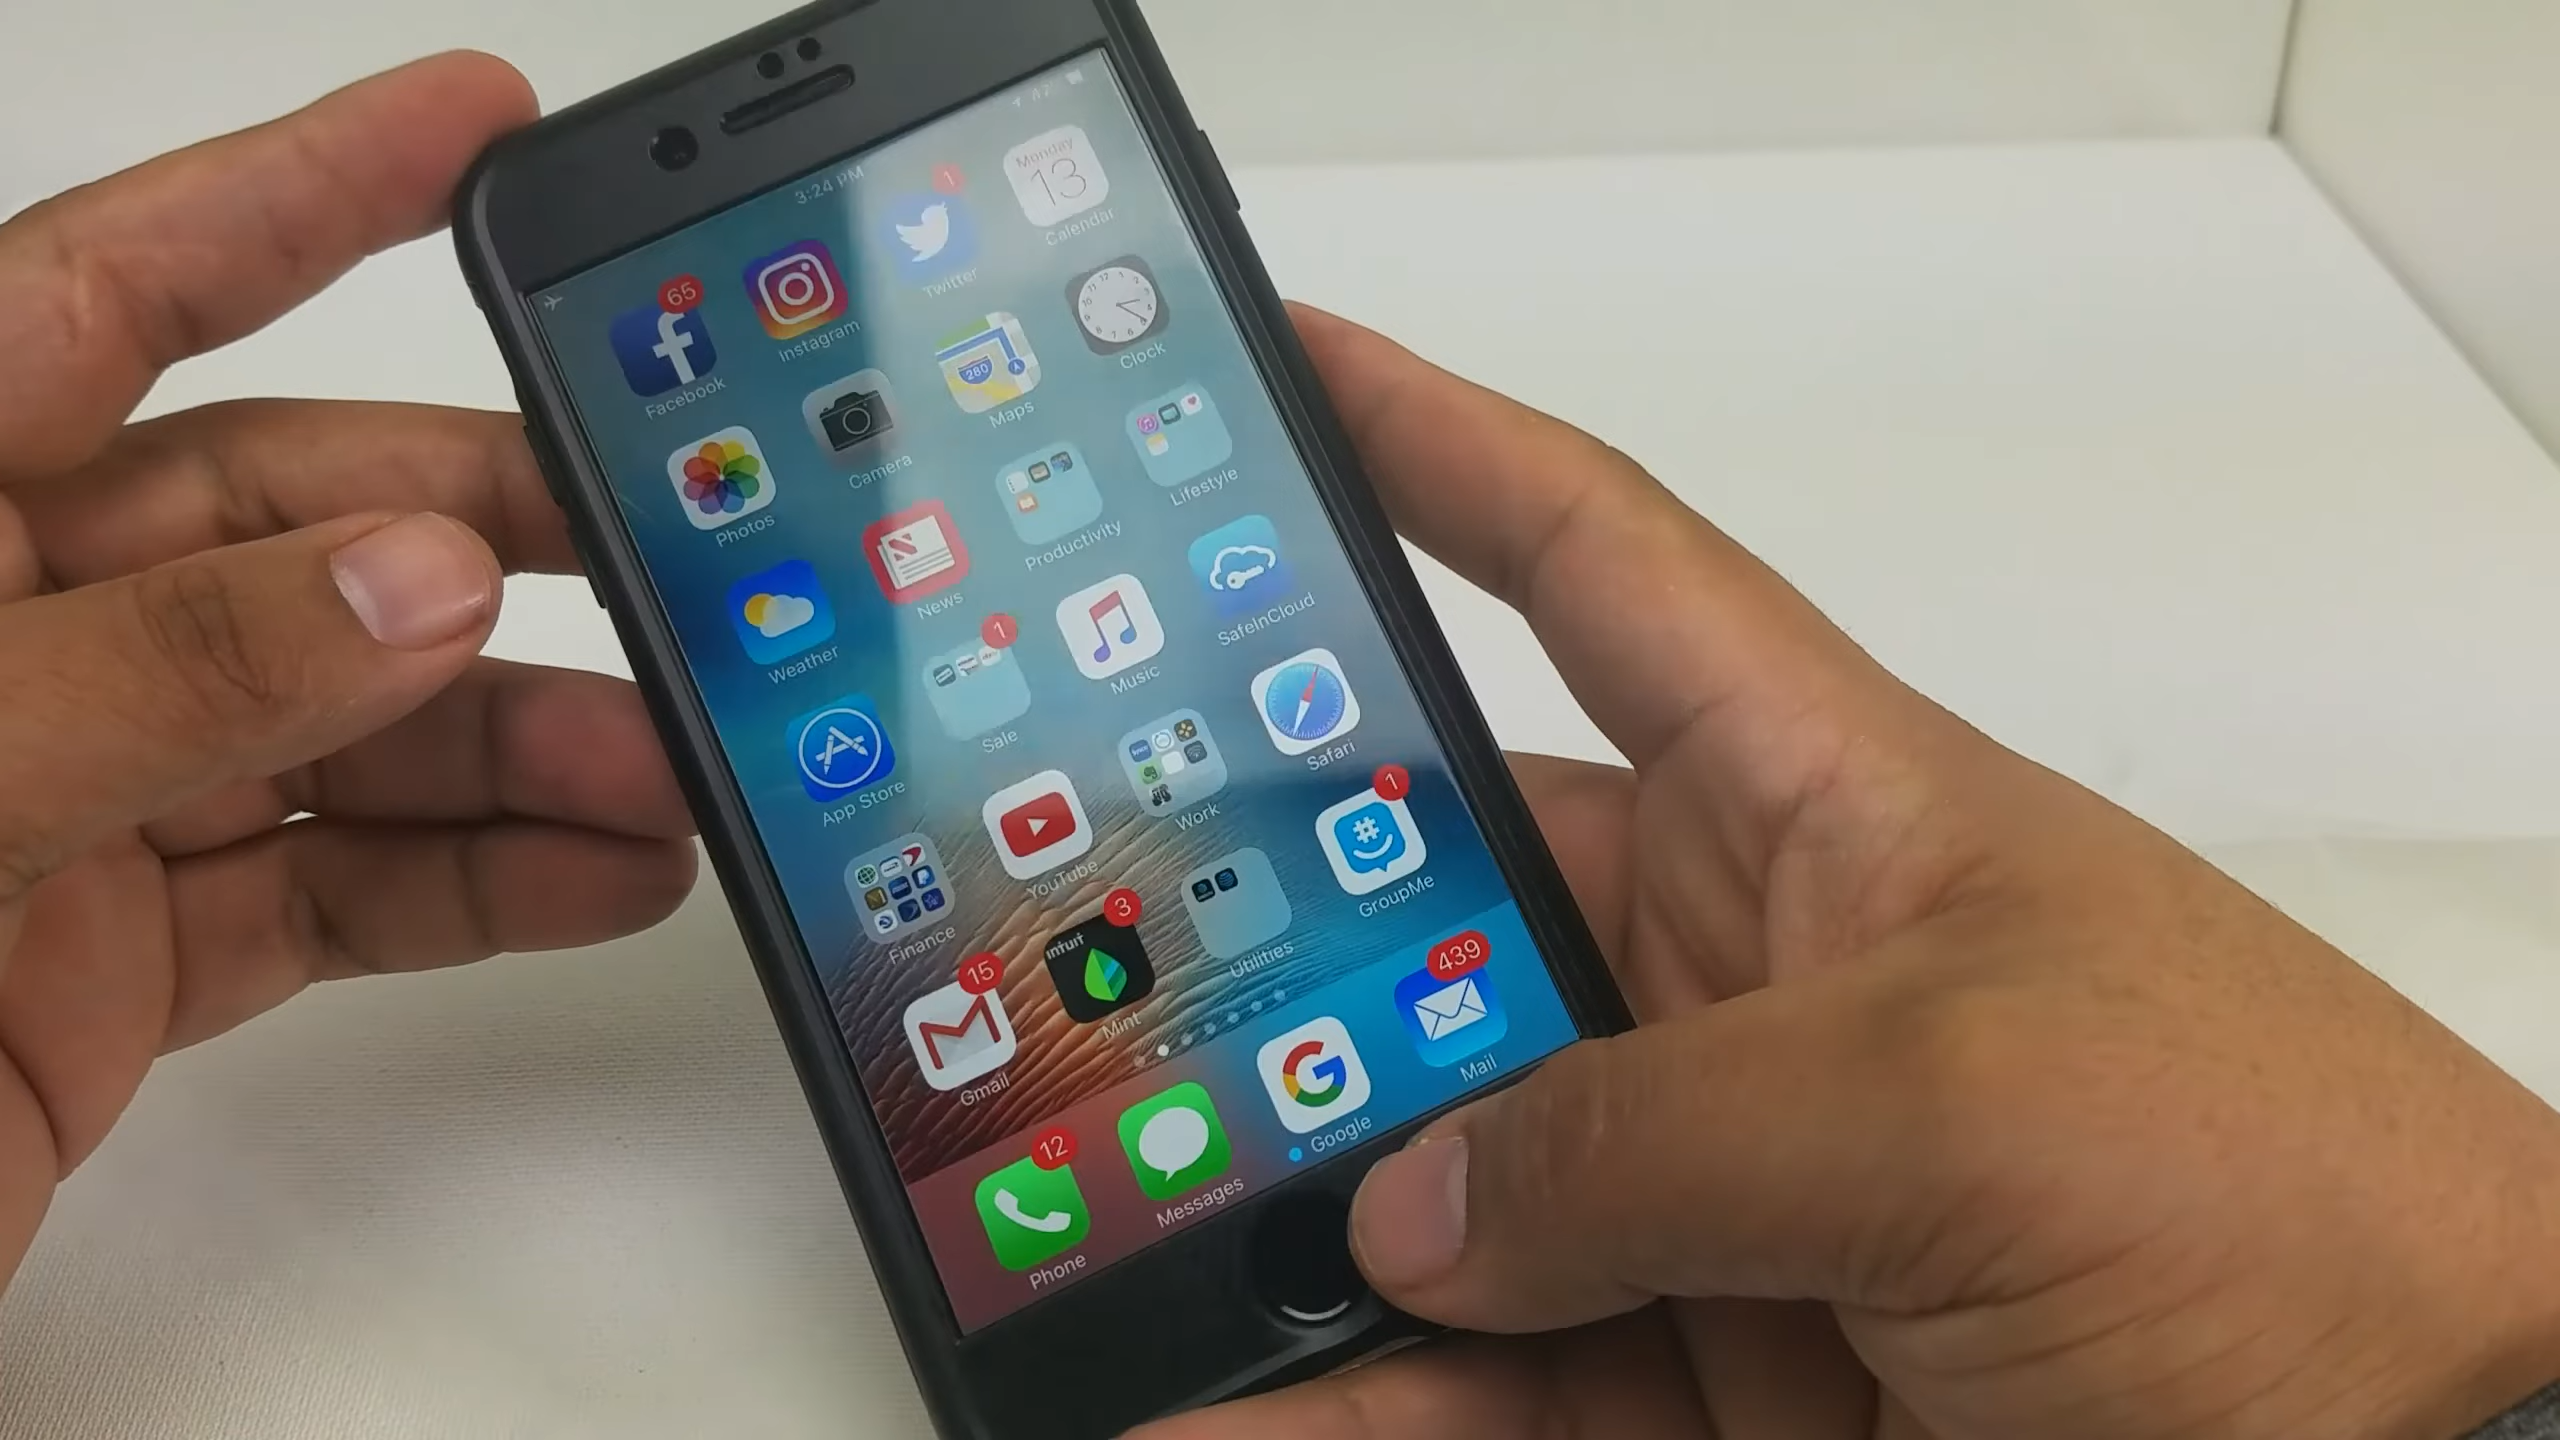 3:24 PM
65
Facebook
Instagram
1
Twitter
Monday
13
Calendar
Photos
Camera
280
Maps
Clock
Weather
News
Productivity
Lifestyle
App Store
1
Sale
Music
SafeInCloud
Finance
YouTube
Work
Safari
15
Gmail
3
intuit
Mint
Utilities
1
#
GroupMe
12
Phone
Messages
G
Google
439
Mail